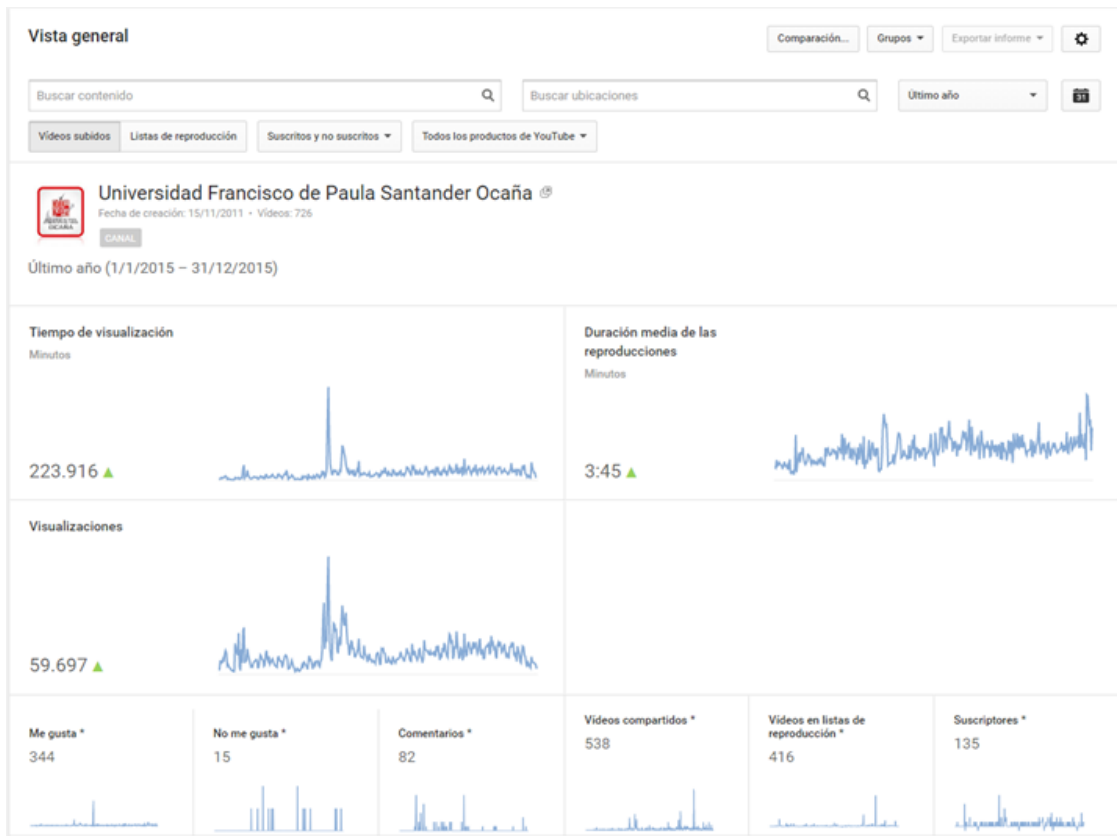 Vista general
Comparación...
Grupos
Exportar informe
Buscar contenido
Buscar ubicaciones
Último año
31
Vídeos subidos
Listas de reproducción
Suscritos y no suscritos
Todos los productos de YouTube
Universidad Francisco de Paula Santander Ocaña
Fecha de creación: 15/11/2011 • Vídeos: 726
CANAL
Último año (1/1/2015 – 31/12/2015)
Tiempo de visualización
Minutos
223.916
Duración media de las
reproducciones
Minutos
3:45
Visualizaciones
59.697
Me gusta *
344
No me gusta *
15
Comentarios *
82
Vídeos compartidos *
538
Vídeos en listas de
reproducción *
416
Suscriptores *
135